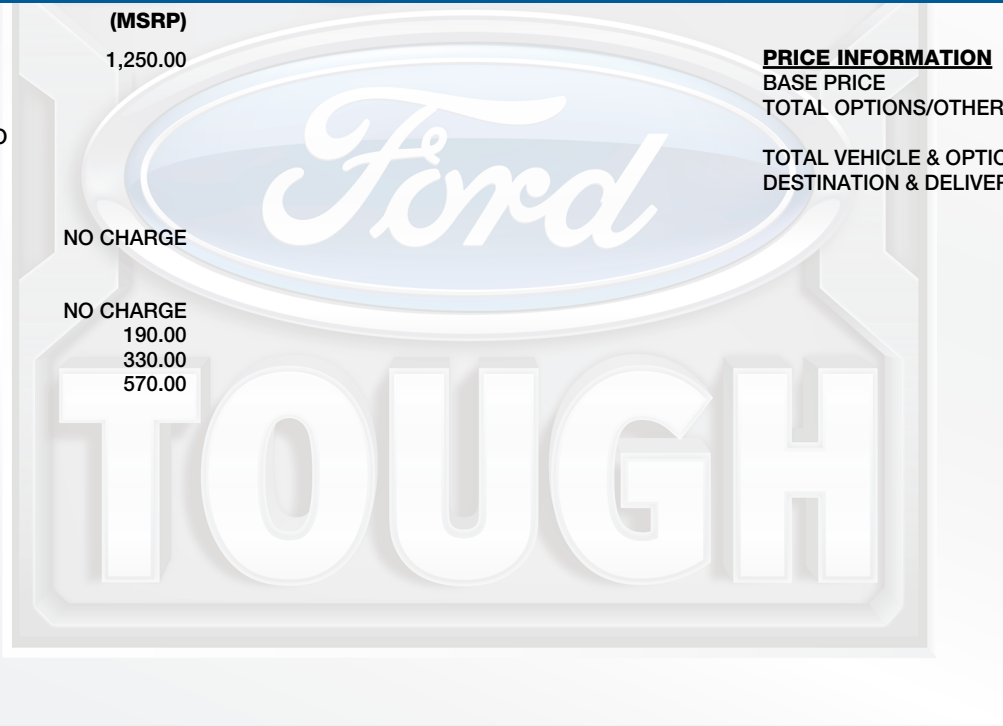 (MSRP)
1,250.00
NO CHARGE
NO CHARGE
190.00
330.00
570.00
PRICE INFORMATION
BASE PRICE
TOTAL OPTIONS/OTHER
TOTAL VEHICLE & OPTIO
DESTINATION & DELIVER
Ford
TOUGH